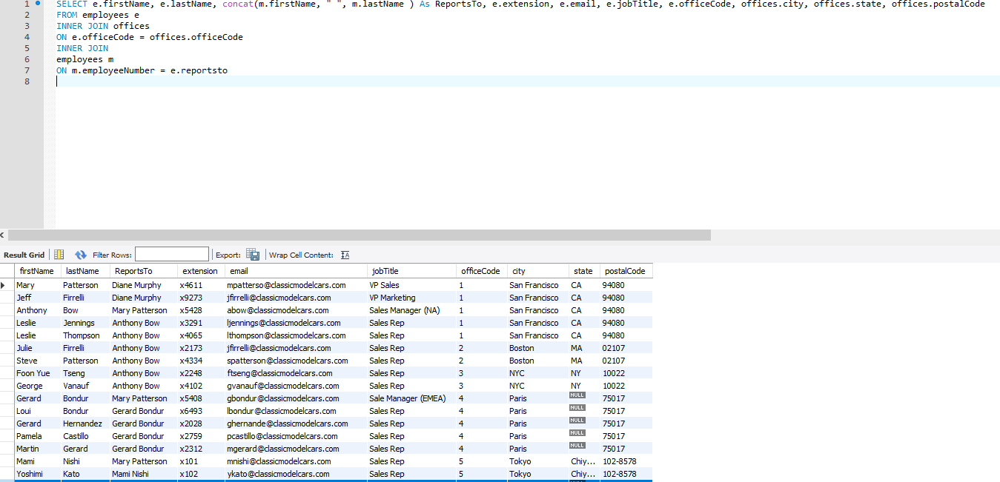 1 SELECT e.firstName, e.lastName, concat(m.firstName, " ", m.lastName ) As ReportsTo, e.extension, e.email, e.jobTitle, e.officeCode, offices.city, offices.state, offices.postalCode
2 FROM employees e
3 INNER JOIN offices
4 ON e.officeCode = offices.officeCode
5 INNER JOIN
6 employees m
7 ON m.employeeNumber = e.reportsto
8
Result Grid Filter Rows: Export: Wrap Cell Content: IA
firstName lastName ReportsTo extension email jobTitle officeCode city state postalCode
Mary Patterson Diane Murphy x4611 mpatterso@classicmodelcars.com VP Sales 1 San Francisco CA 94080
Jeff Firrelli Diane Murphy x9273 jfirrelli@classicmodelcars.com VP Marketing 1 San Francisco CA 94080
Anthony Bow Mary Patterson x5428 abow@classicmodelcars.com Sales Manager (NA) 1 San Francisco CA 94080
Leslie Jennings Anthony Bow x3291 ljennings@classicmodelcars.com Sales Rep 1 San Francisco CA 94080
Leslie Thompson Anthony Bow x4065 lthompson@classicmodelcars.com Sales Rep 1 San Francisco CA 94080
Julie Firrelli Anthony Bow x2173 jfirrelli@classicmodelcars.com Sales Rep 2 Boston MA 02107
Steve Patterson Anthony Bow x4334 spatterson@classicmodelcars.com Sales Rep 2 Boston MA 02107
Foon Yue Tseng Anthony Bow x2248 ftseng@classicmodelcars.com Sales Rep 3 NYC NY 10022
George Vanauf Anthony Bow x4102 gvanauf@classicmodelcars.com Sales Rep 3 NYC NY 10022
Gerard Bondur Mary Patterson x5408 gbondur@classicmodelcars.com Sale Manager (EMEA) 4 Paris NULL 75017
Loui Bondur Gerard Bondur x6493 lbondur@classicmodelcars.com Sales Rep 4 Paris NULL 75017
Gerard Hernandez Gerard Bondur x2028 ghernande@classicmodelcars.com Sales Rep 4 Paris NULL 75017
Pamela Castillo Gerard Bondur x2759 pcastillo@classicmodelcars.com Sales Rep 4 Paris NULL 75017
Martin Gerard Gerard Bondur x2312 mgerard@classicmodelcars.com Sales Rep 4 Paris NULL 75017
Mami Nishi Mary Patterson x101 mnishi@classicmodelcars.com Sales Rep 5 Tokyo Chiy... 102-8578
Yoshimi Kato Mami Nishi x102 ykato@classicmodelcars.com Sales Rep 5 Tokyo Chiy... 102-8578